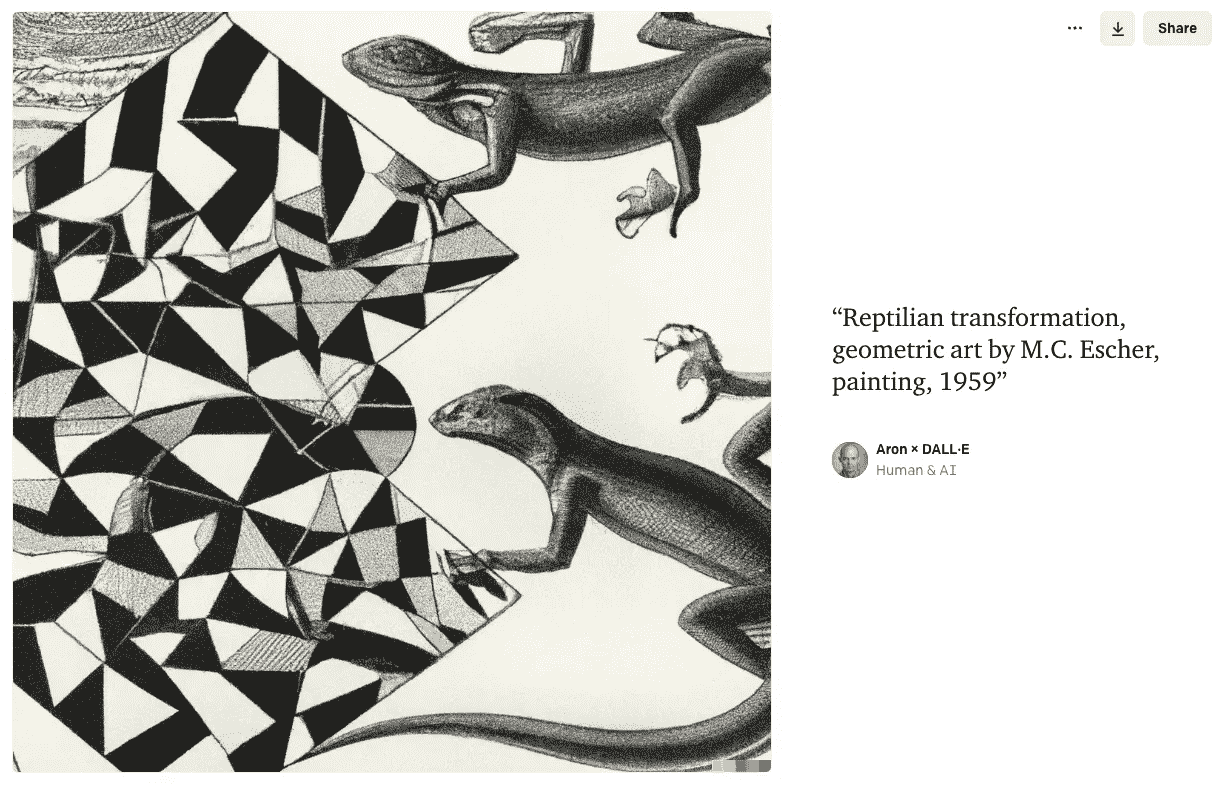 Share
“Reptilian transformation,
geometric art by M.C. Escher,
painting, 1959”
Aron × DALL·E
Human & AI